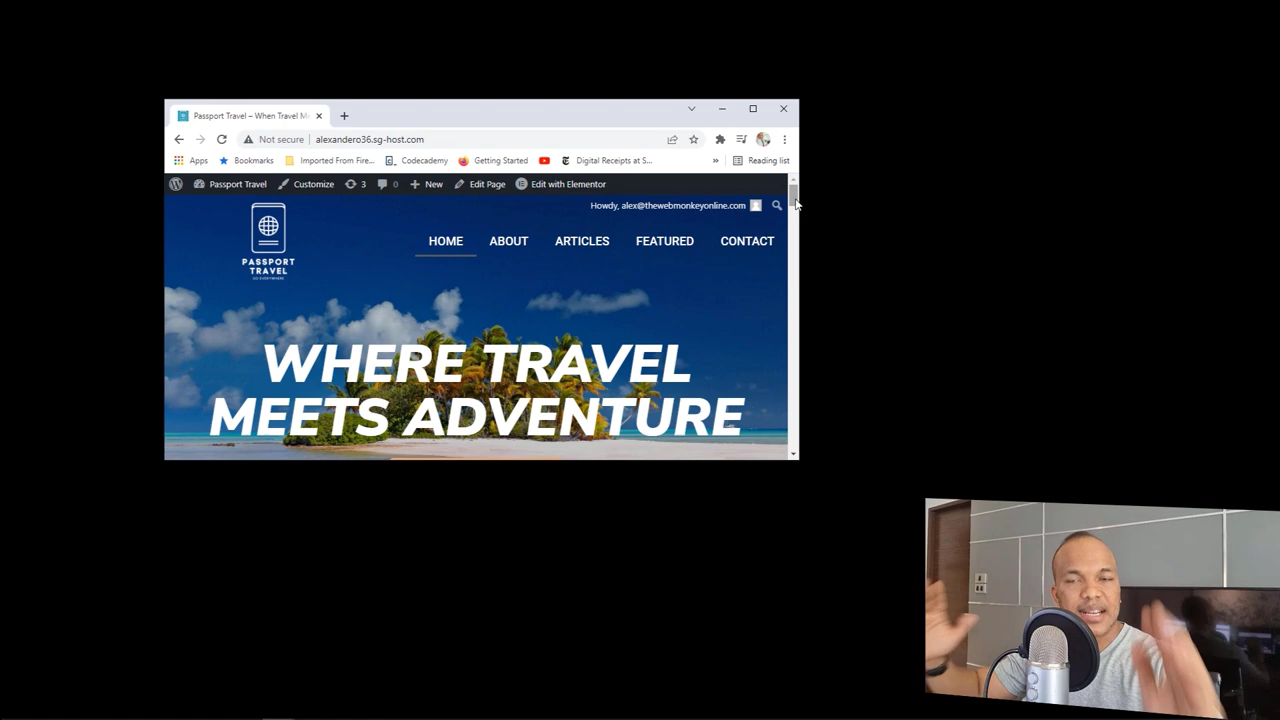 Passport Travel – When Travel M
Not secure
alexandero36.sg-host.com
Apps
Bookmarks
Imported From Fire...
Codecademy
Getting Started
Digital Receipts at S...
»
Reading list
Passport Travel
Customize
3
0
New
Edit Page
Edit with Elementor
Howdy, alex@thewebmonkeyonline.com
PASSPORT
TRAVEL
HOME
ABOUT
ARTICLES
FEATURED
CONTACT
WHERE TRAVEL
MEETS ADVENTURE